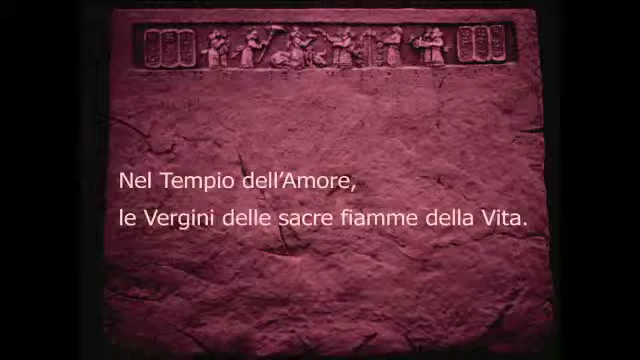 Nel Tempio dell’Amore,
le Vergini delle sacre fiamme della Vita.